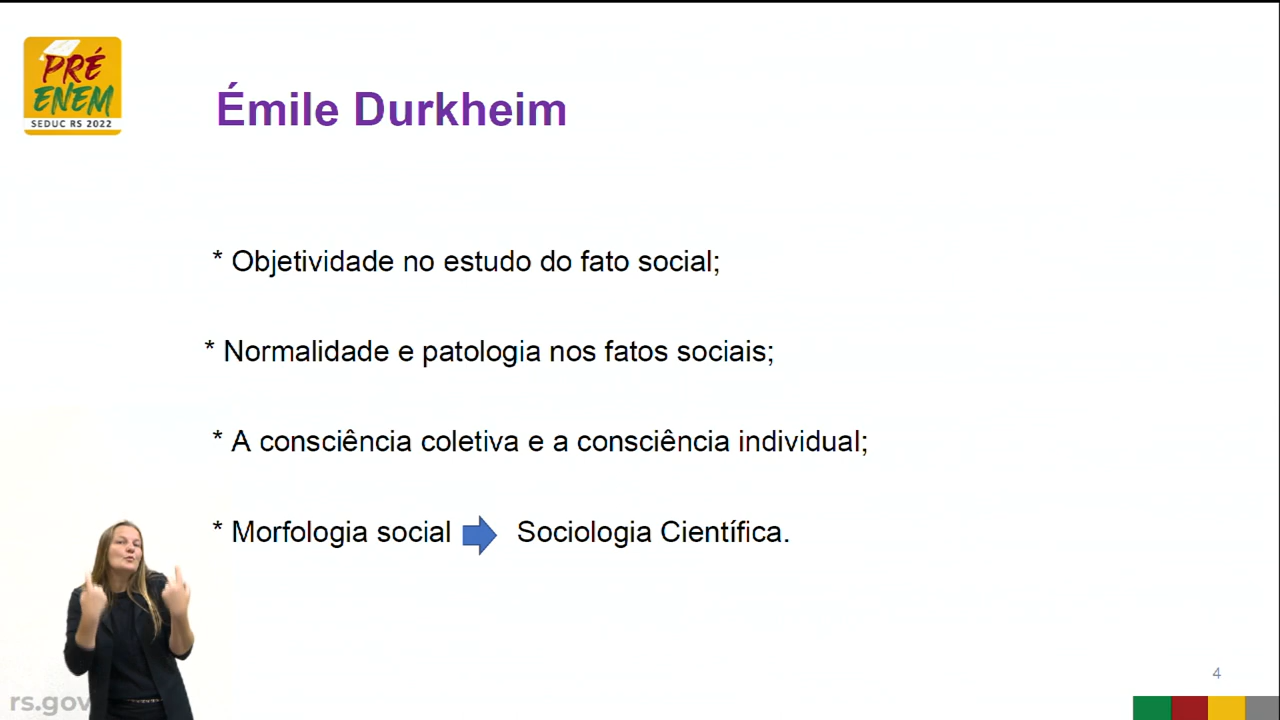 PRÉ
ENEM
SEDUC RS 2022
Émile Durkheim
* Objetividade no estudo do fato social;
* Normalidade e patologia nos fatos sociais;
* A consciência coletiva e a consciência individual;
* Morfologia social Sociologia Científica.
4
rs.gov